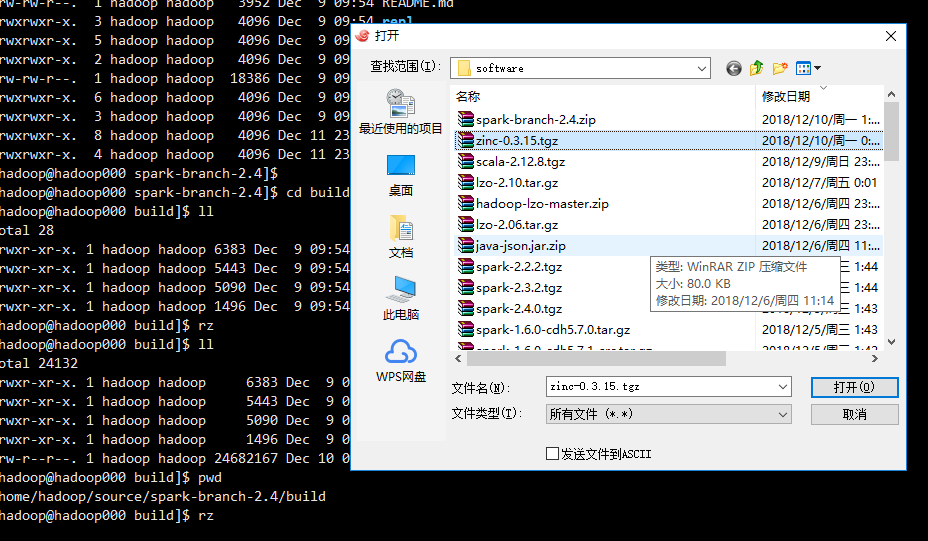 rw-rw-r--. 1 hadoop hadoop 3952 Dec 9 09:54 README.md
rwxrwxr-x. 3 hadoop hadoop 4096 Dec 9 09:54 repl
rwxrwxr-x. 5 hadoop hadoop 4096 Dec 9 09
rwxrwxr-x. 2 hadoop hadoop 4096 Dec 9 09
rw-rw-r--. 1 hadoop hadoop 18386 Dec 9 09
rwxrwxr-x. 6 hadoop hadoop 4096 Dec 9 09
rwxrwxr-x. 3 hadoop hadoop 4096 Dec 9 09
rwxrwxr-x. 8 hadoop hadoop 4096 Dec 11 23
rwxrwxr-x. 4 hadoop hadoop 4096 Dec 11 23
hadoop@hadoop000 spark-branch-2.4]$
hadoop@hadoop000 spark-branch-2.4]$ cd build
hadoop@hadoop000 build]$ ll
otal 28
rwxr-xr-x. 1 hadoop hadoop 6383 Dec 9 09:54
rwxr-xr-x. 1 hadoop hadoop 5443 Dec 9 09:54
rwxr-xr-x. 1 hadoop hadoop 5090 Dec 9 09:54
rwxr-xr-x. 1 hadoop hadoop 1496 Dec 9 09:54
hadoop@hadoop000 build]$ rz
hadoop@hadoop000 build]$ ll
otal 24132
rwxr-xr-x. 1 hadoop hadoop 6383 Dec 9 0
rwxr-xr-x. 1 hadoop hadoop 5443 Dec 9 0
rwxr-xr-x. 1 hadoop hadoop 5090 Dec 9 0
rwxr-xr-x. 1 hadoop hadoop 1496 Dec 9 0
rw-r--r--. 1 hadoop hadoop 24682167 Dec 10 0
hadoop@hadoop000 build]$ pwd
home/hadoop/source/spark-branch-2.4/build
hadoop@hadoop000 build]$ rz
打开
查找范围(I): software
最近使用的项目
桌面
文档
此电脑
WPS网盘
名称 修改日期
spark-branch-2.4.zip 2018/12/10/周一 1:...
zinc-0.3.15.tgz 2018/12/10/周一 0:...
scala-2.12.8.tgz 2018/12/9/周日 23:...
lzo-2.10.tar.gz 2018/12/7/周五 0:01
hadoop-lzo-master.zip 2018/12/6/周四 23:...
lzo-2.06.tar.gz 2018/12/6/周四 23:...
java-json.jar.zip 2018/12/6/周四 11:...
spark-2.2.2.tgz 三 1:44
spark-2.3.2.tgz 三 1:44
spark-2.4.0.tgz 三 1:43
spark-1.6.0-cdh5.7.0.tar.gz 2018/12/5/周三 1:43
类型: WinRAR ZIP 压缩文件
大小: 80.0 KB
修改日期: 2018/12/6/周四 11:14
文件名(N): zinc-0.3.15.tgz 打开(O)
文件类型(T): 所有文件 (*.*) 取消
发送文件到ASCII